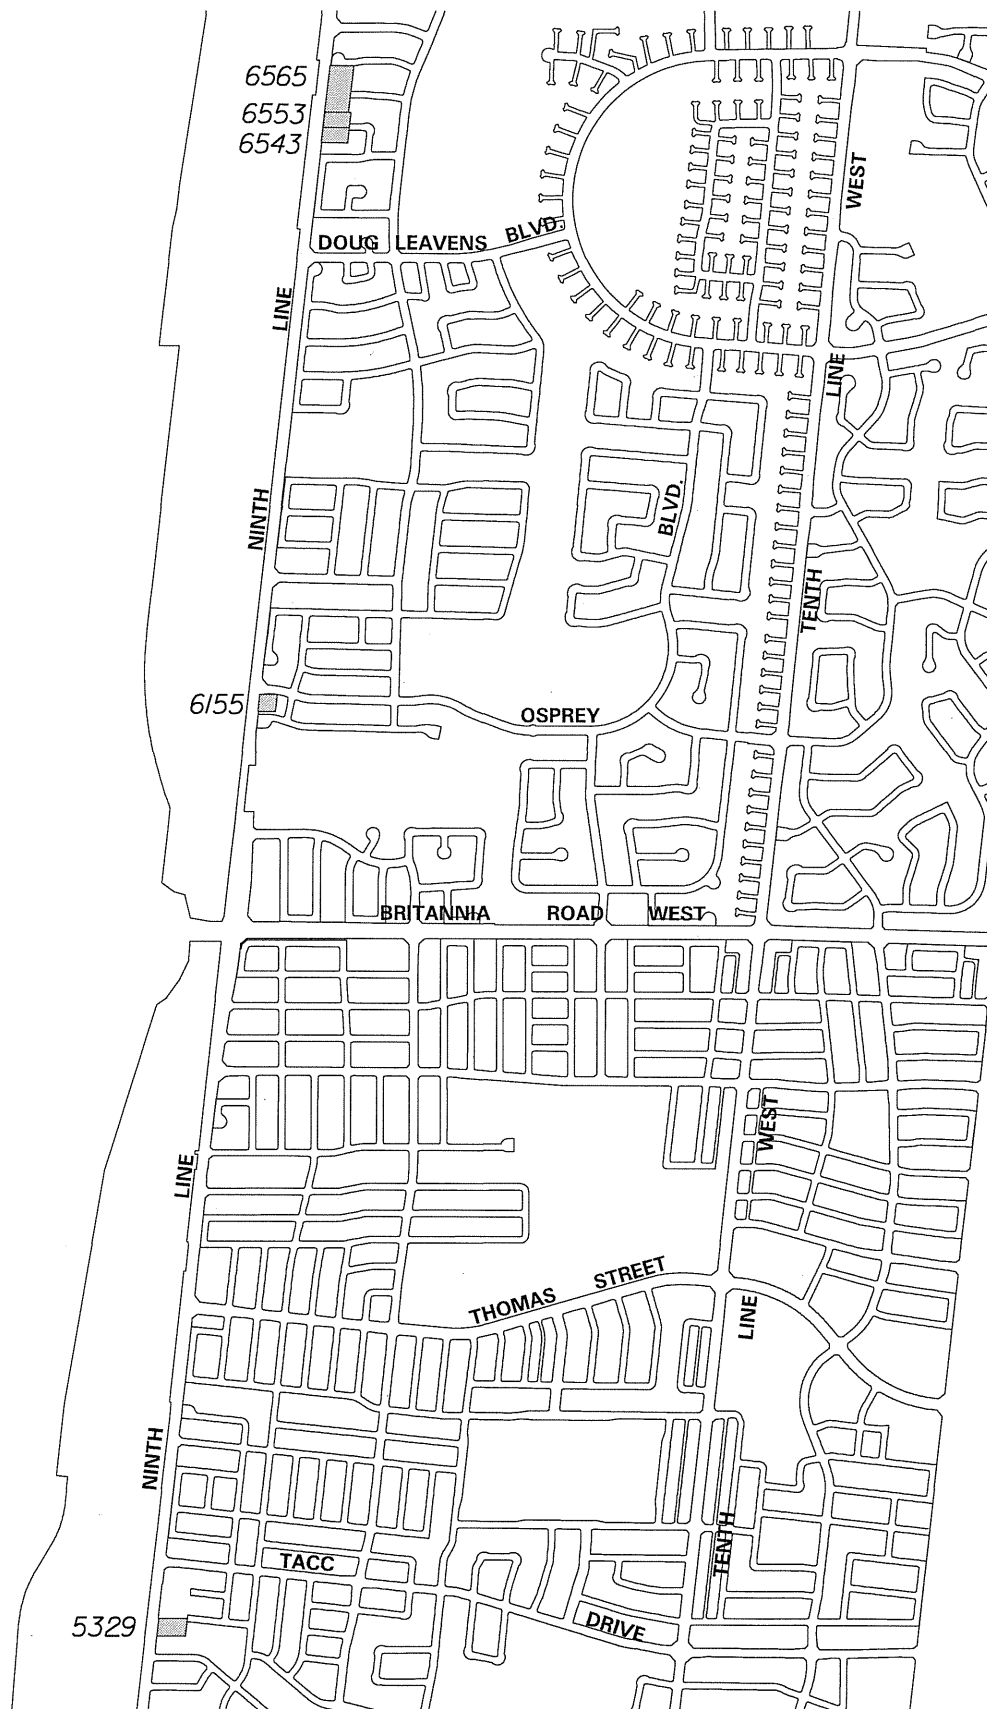 6565
6553
6543
WEST
DOUG LEAVENS BLVD.
LINE
LINE
NINTH
BLVD.
TENTH
6155
OSPREY
BRITANNIA ROAD WEST
WEST
LINE
THOMAS STREET
LINE
NINTH
TENTH
TACC
DRIVE
5329